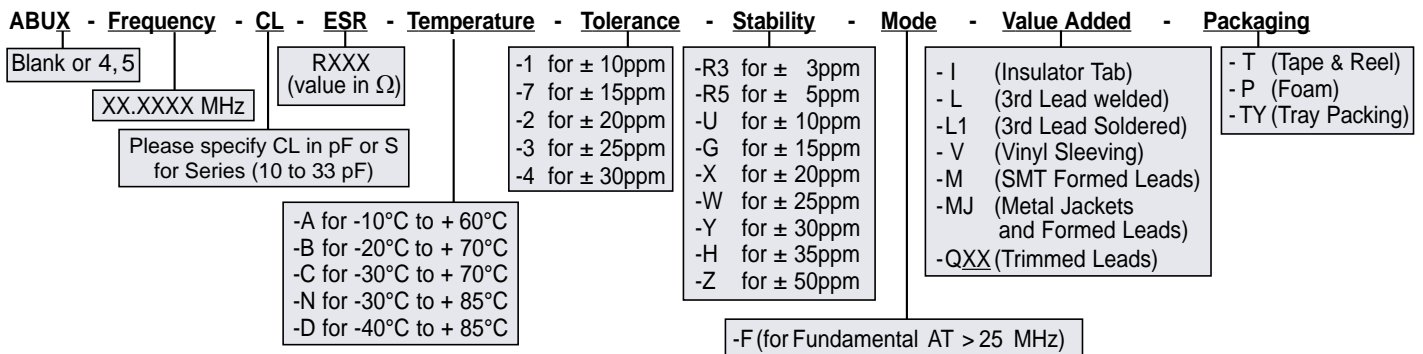 ABUX - Frequency - CL - ESR - Temperature - Tolerance - Stability - Mode - Value Added - Packaging
Blank or 4, 5
XX.XXXX MHz
Please specify CL in pF or S
for Series (10 to 33 pF)
RXXX
(value in Ω)
-A for -10°C to + 60°C
-B for -20°C to + 70°C
-C for -30°C to + 70°C
-N for -30°C to + 85°C
-D for -40°C to + 85°C
-1 for ± 10ppm
-7 for ± 15ppm
-2 for ± 20ppm
-3 for ± 25ppm
-4 for ± 30ppm
-R3 for ± 3ppm
-R5 for ± 5ppm
-U for ± 10ppm
-G for ± 15ppm
-X for ± 20ppm
-W for ± 25ppm
-Y for ± 30ppm
-H for ± 35ppm
-Z for ± 50ppm
-F (for Fundamental AT > 25 MHz)
- I (Insulator Tab)
- L (3rd Lead welded)
-L1 (3rd Lead Soldered)
- V (Vinyl Sleeving)
-M (SMT Formed Leads)
-MJ (Metal Jackets
and Formed Leads)
-QXX (Trimmed Leads)
- T (Tape & Reel)
- P (Foam)
- TY (Tray Packing)